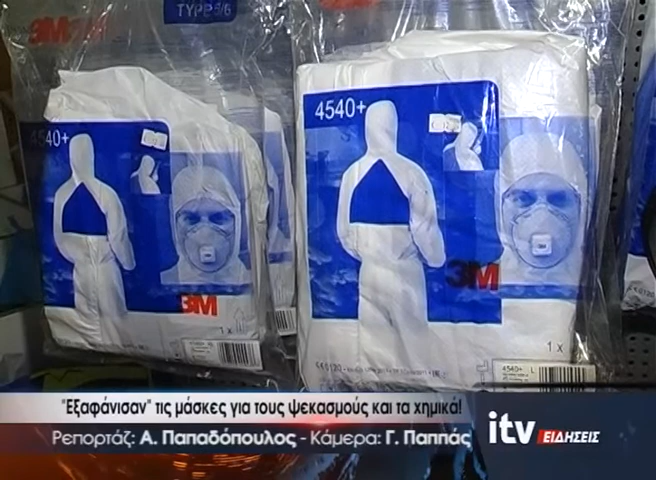 3M
TYPE 5/6
4540+
4540+
3M
3M
1 x
1 x
4540+ L
"Εξαφάνισαν" τις μάσκες για τους ψεκασμούς και τα χημικά!
Ρεπορτάζ: Α. Παπαδόπουλος - Κάμερα: Γ. Παππάς
itv ΕΙΔΗΣΕΙΣ